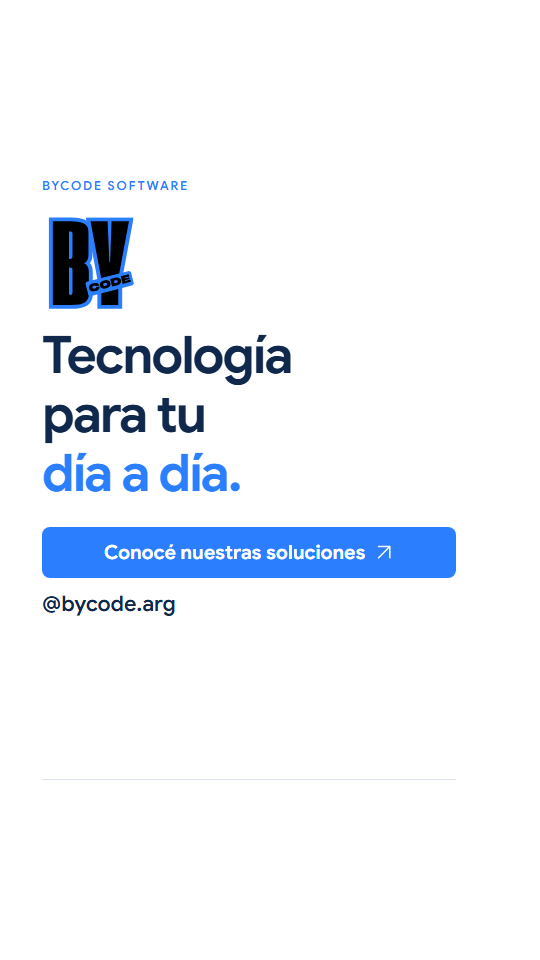 BYCODE SOFTWARE
BY
CODE
Tecnología
para tu
día a día.
Conocé nuestras soluciones
@bycode.arg